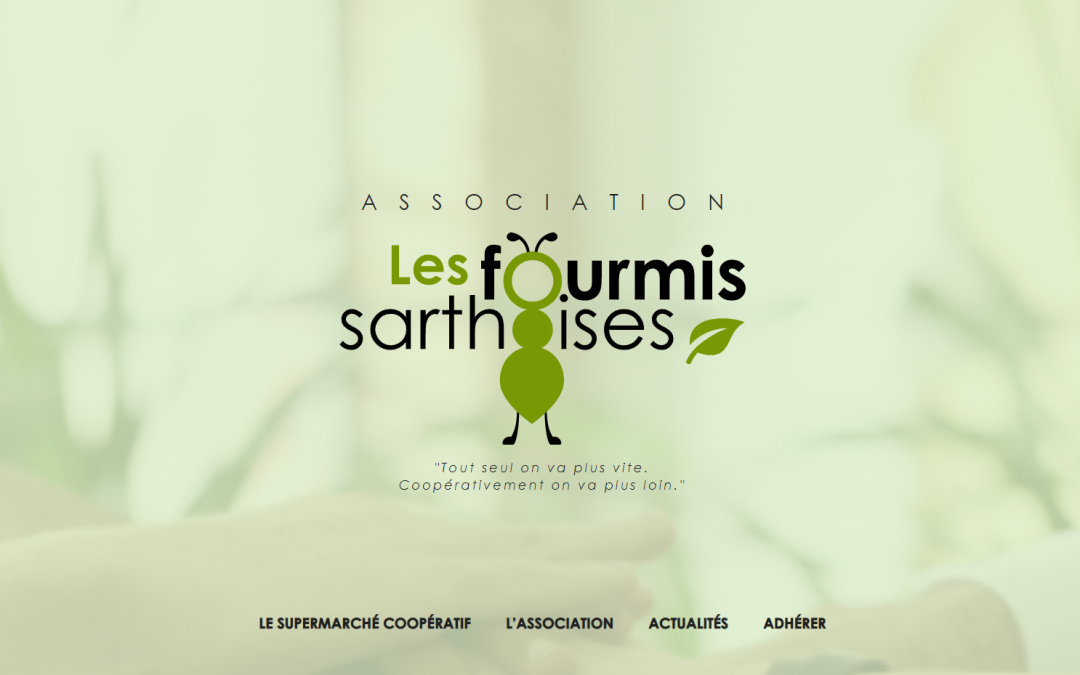 ASSOCIATION
Les fourmis
sarthoises
"Tout seul on va plus vite.
Coopérativement on va plus loin."
LE SUPERMARCHÉ COOPÉRATIF L'ASSOCIATION ACTUALITÉS ADHÉRER